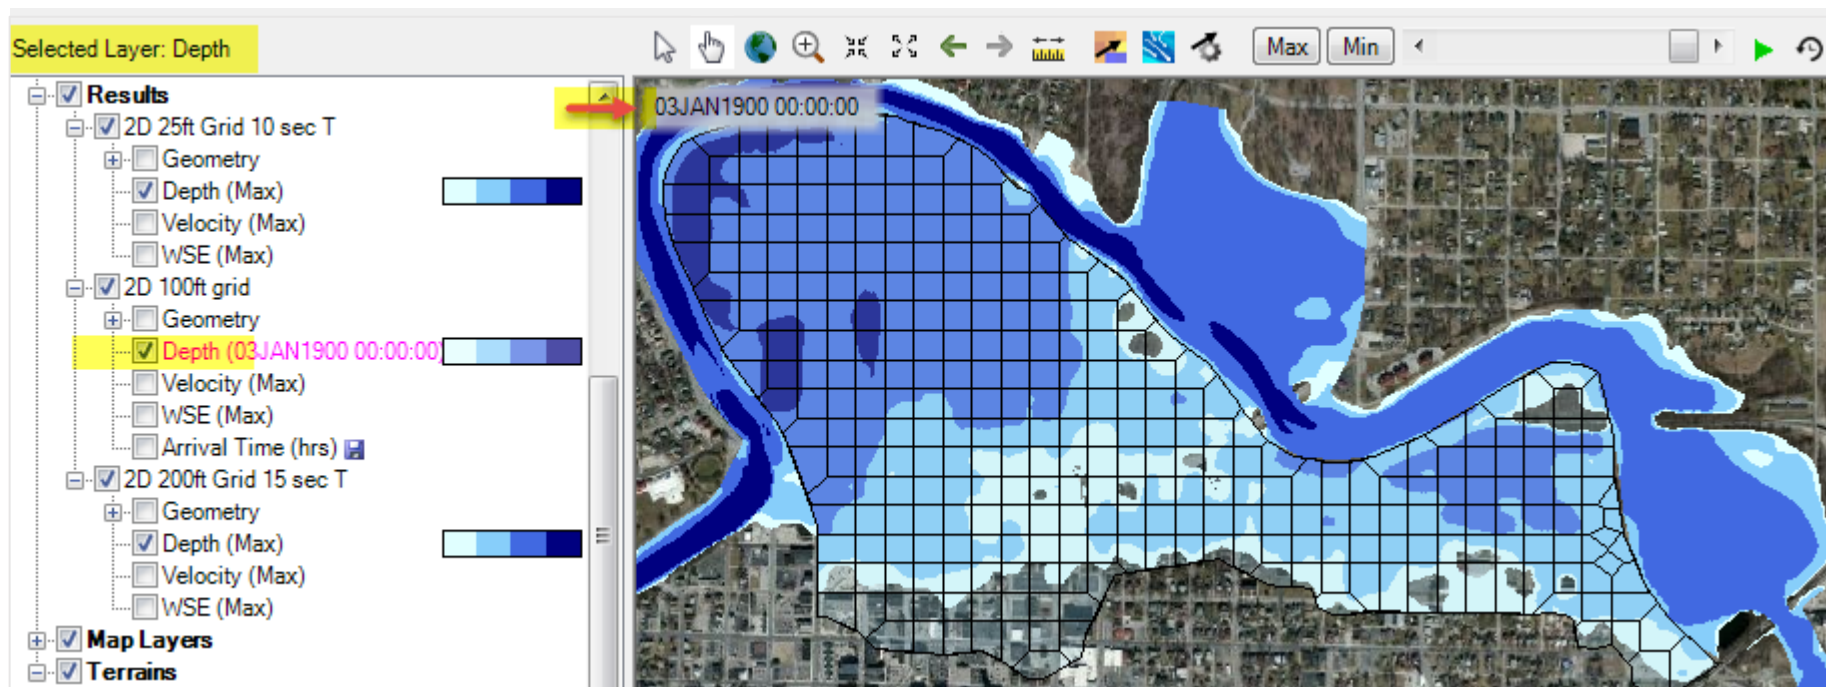 Selected Layer: Depth
Max Min
Results
2D 25ft Grid 10 sec T
Geometry
Depth (Max)
Velocity (Max)
WSE (Max)
2D 100ft grid
Geometry
Depth (03JAN1900 00:00:00)
Velocity (Max)
WSE (Max)
Arrival Time (hrs)
2D 200ft Grid 15 sec T
Geometry
Depth (Max)
Velocity (Max)
WSE (Max)
Map Layers
Terrains
03JAN1900 00:00:00